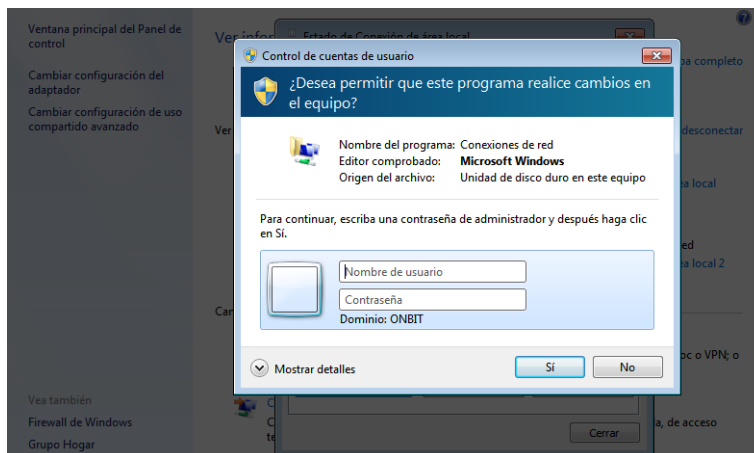 Ventana principal del Panel de
control
Cambiar configuración del
adaptador
Cambiar configuración de uso
compartido avanzado
Vea también
Firewall de Windows
Grupo Hogar
Ver infor
Estado de Conexión de área local
Ver
Car
Control de cuentas de usuario
¿Desea permitir que este programa realice cambios en
el equipo?
Nombre del programa: Conexiones de red
Editor comprobado: Microsoft Windows
Origen del archivo: Unidad de disco duro en este equipo
Para continuar, escriba una contraseña de administrador y después haga clic
en Sí.
Nombre de usuario
Contraseña
Dominio: ONBIT
Mostrar detalles
Sí No
pa completo
desconectar
ea local
ed
ea local 2
oc o VPN; o
C
C
te
a, de acceso
Cerrar